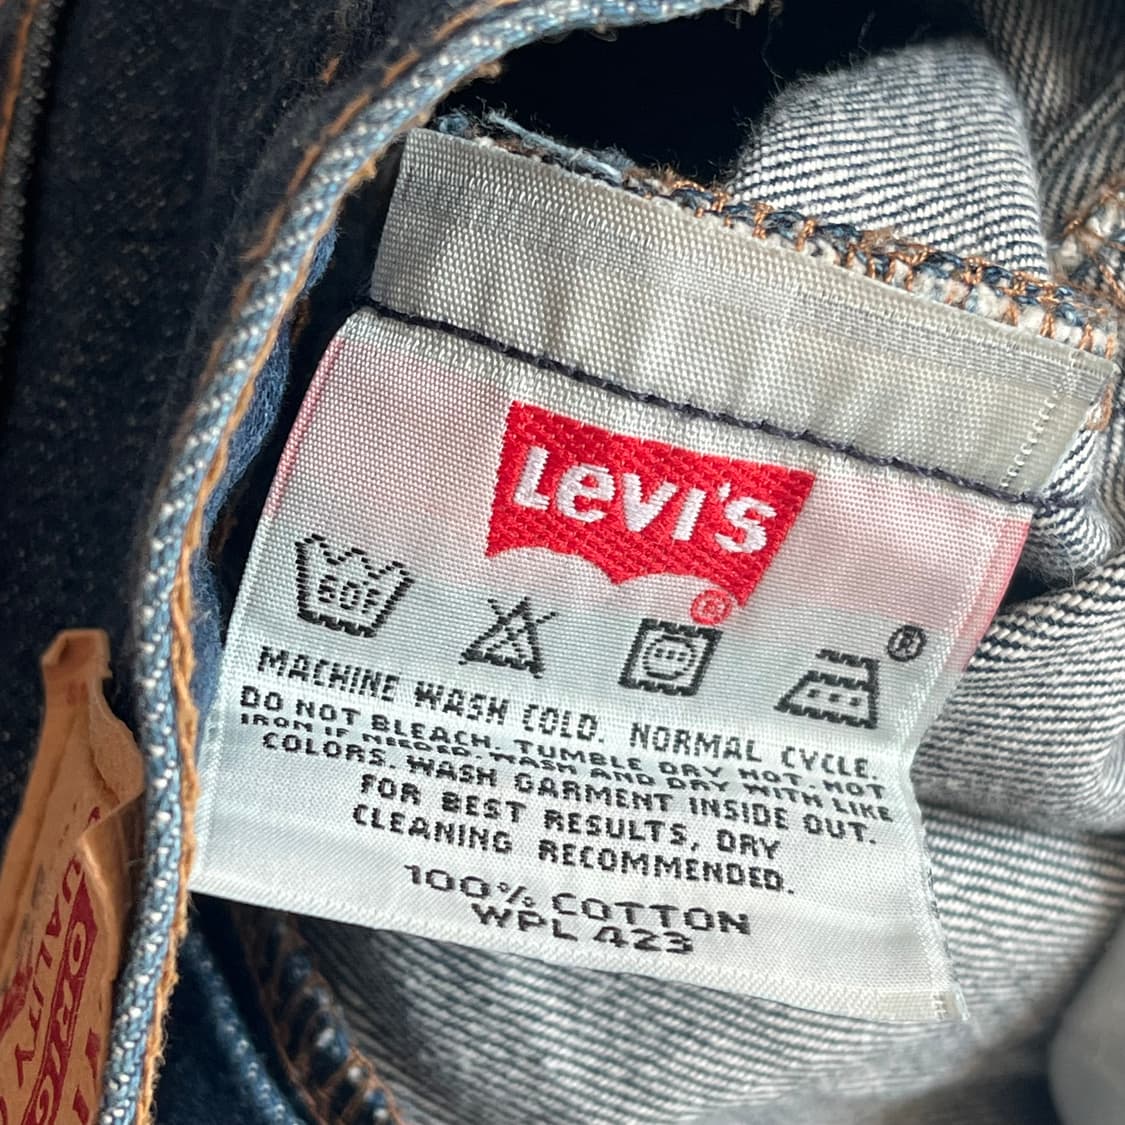 LEVI'S
®
60F
®
MACHINE WASH COLD. NORMAL CYCLE.
DO NOT BLEACH. TUMBLE DRY HOT. HOT
IRON IF NEEDED. WASH AND DRY WITH LIKE
COLORS. WASH GARMENT INSIDE OUT.
FOR BEST RESULTS, DRY
CLEANING RECOMMENDED.
100% COTTON
WPL 423